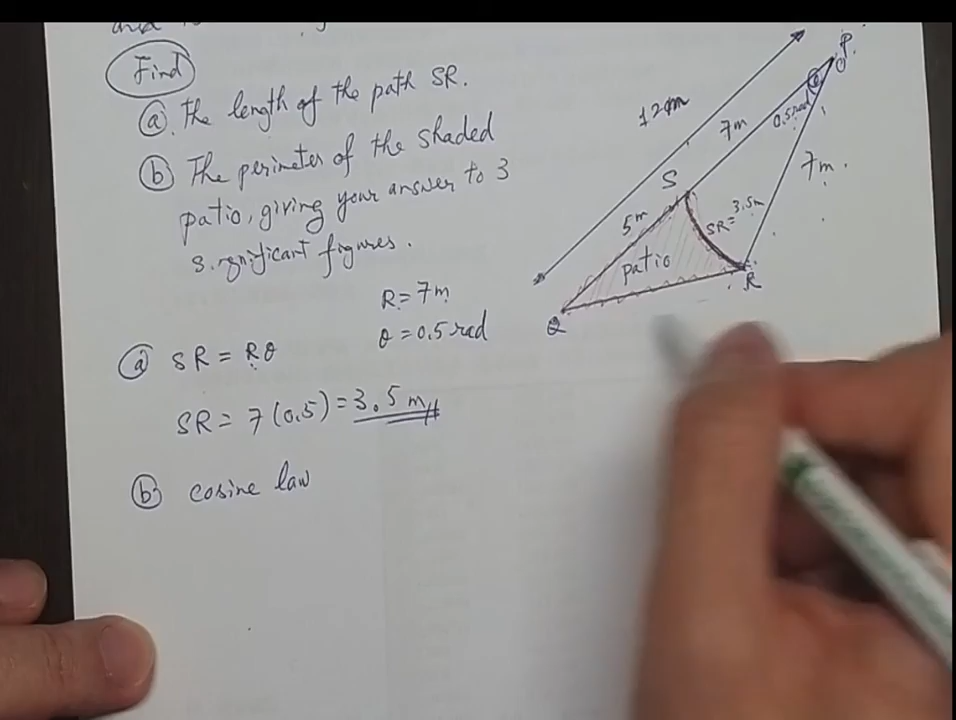 Find
ⓐ. The length of the path SR.
ⓑ The perimeter of the shaded
patio, giving your answer to 3
significant figures.
R = 7m
θ = 0.5 rad
ⓐ SR = Rθ
SR = 7 (0.5) = 3.5 m
ⓑ cosine law
P
12m
7m
0.5rad
7m.
S
5m
SR = 3.5m
patio
R
Q